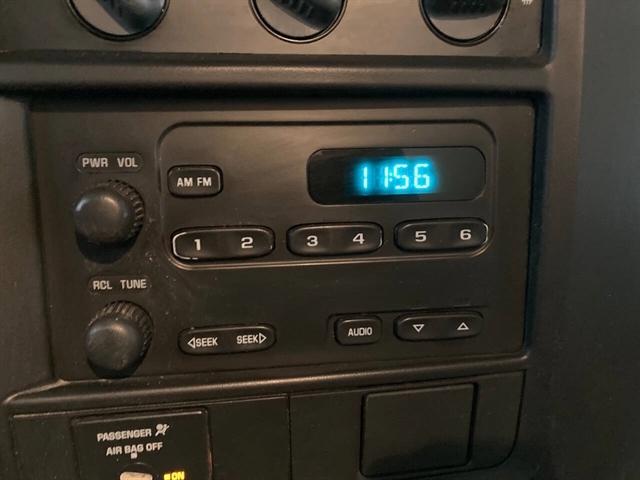 PWR VOL
AM FM
11:56
1 2 3 4 5 6
RCL TUNE
◁SEEK SEEK▷ AUDIO ▽ △
PASSENGER
AIR BAG OFF
ON